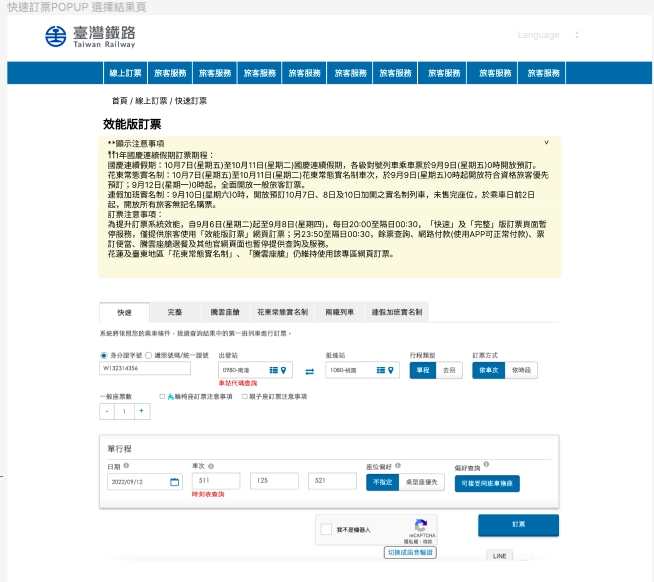 快速訂票POPUP 選擇結果頁
臺灣鐵路
Taiwan Railway
Language
線上訂票 旅客服務 旅客服務 旅客服務 旅客服務 旅客服務 旅客服務 旅客服務 旅客服務 旅客服務
首頁 / 線上訂票 / 快速訂票
效能版訂票
**顯示注意事項
111年國慶連續假期訂票期程：
國慶連續假期：10月7日(星期五)至10月11日(星期二)國慶連續假期，各級對號列車乘車票於9月9日(星期五)0時開放預訂。
花東常態實名制：10月7日(星期五)至10月11日(星期二)花東常態實名制車次，於9月9日(星期五)0時起開放符合資格旅客優先
預訂；9月12日(星期一)0時起，全面開放一般旅客訂票。
連假加班實名制：9月10日(星期六)0時，開放預訂10月7日、8日及10日加開之實名制列車，未售完座位，於乘車日前2日
起，開放所有旅客無記名購票。
訂票注意事項：
為提升訂票系統效能，自9月6日(星期二)起至9月8日(星期四)，每日20:00至隔日00:30，「快速」及「完整」版訂票頁面暫
停服務，僅提供旅客使用「效能版訂票」網頁訂票；另23:50至隔日00:30，餘票查詢、網路付款(使用APP可正常付款)、票
訂便當、騰雲座艙選餐及其他官網頁面也暫停提供查詢及服務。
花蓮及臺東地區「花東常態實名制」、「騰雲座艙」仍維持使用該專區網頁訂票。
快速 完整 騰雲座艙 花東常態實名制 兩鐵列車 連假加班實名制
系統將依照您的乘車條件，挑選查詢結果中的第一班列車進行訂票。
身分證字號 護照號碼/統一證號 出發站 抵達站 行程類型 訂票方式
W132314356 0980-南港 1080-桃園 單程 去回 依車次 依時段
車站代碼查詢
一般座票數 輪椅座訂票注意事項 親子座訂票注意事項
- 1 +
單行程
日期 車次 座位偏好 偏好查詢
2022/09/12 511 125 521 不指定 桌型座優先 可接受同班車換座
時刻表查詢
我不是機器人
reCAPTCHA
隱私權 - 條款
訂票
切換成語音驗證
LINE